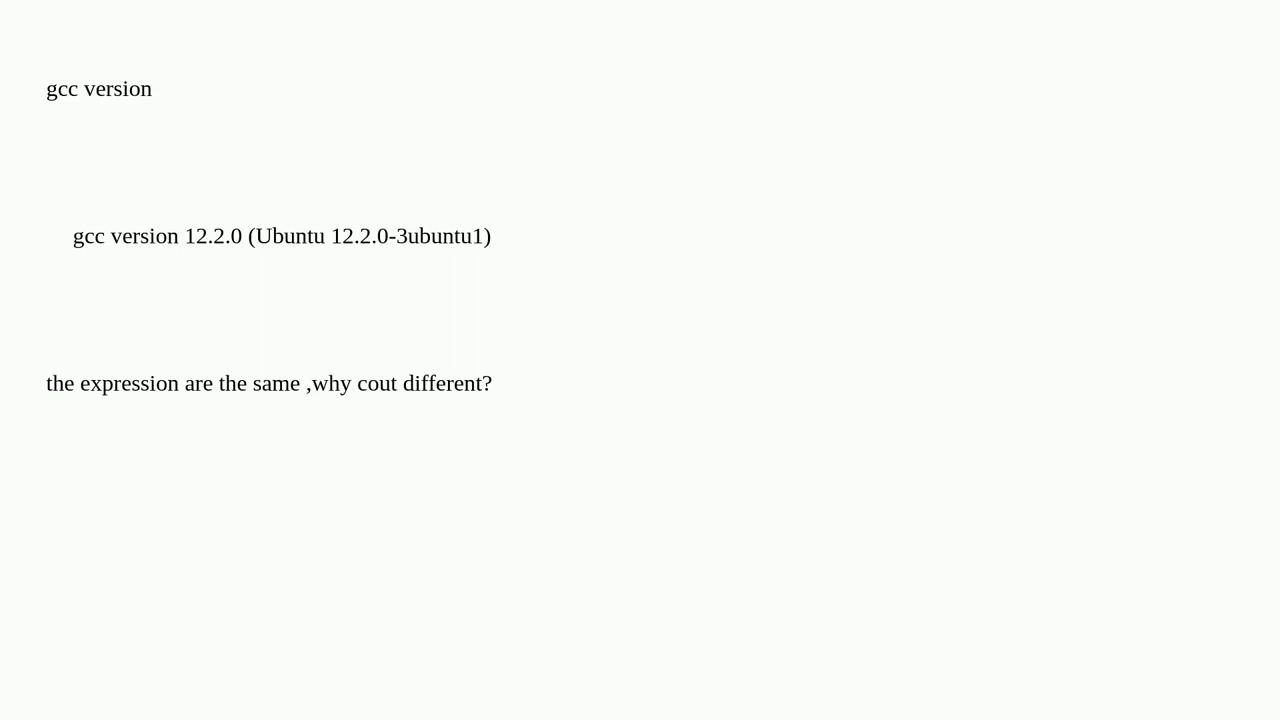 gcc version
gcc version 12.2.0 (Ubuntu 12.2.0-3ubuntu1)
the expression are the same ,why cout different?